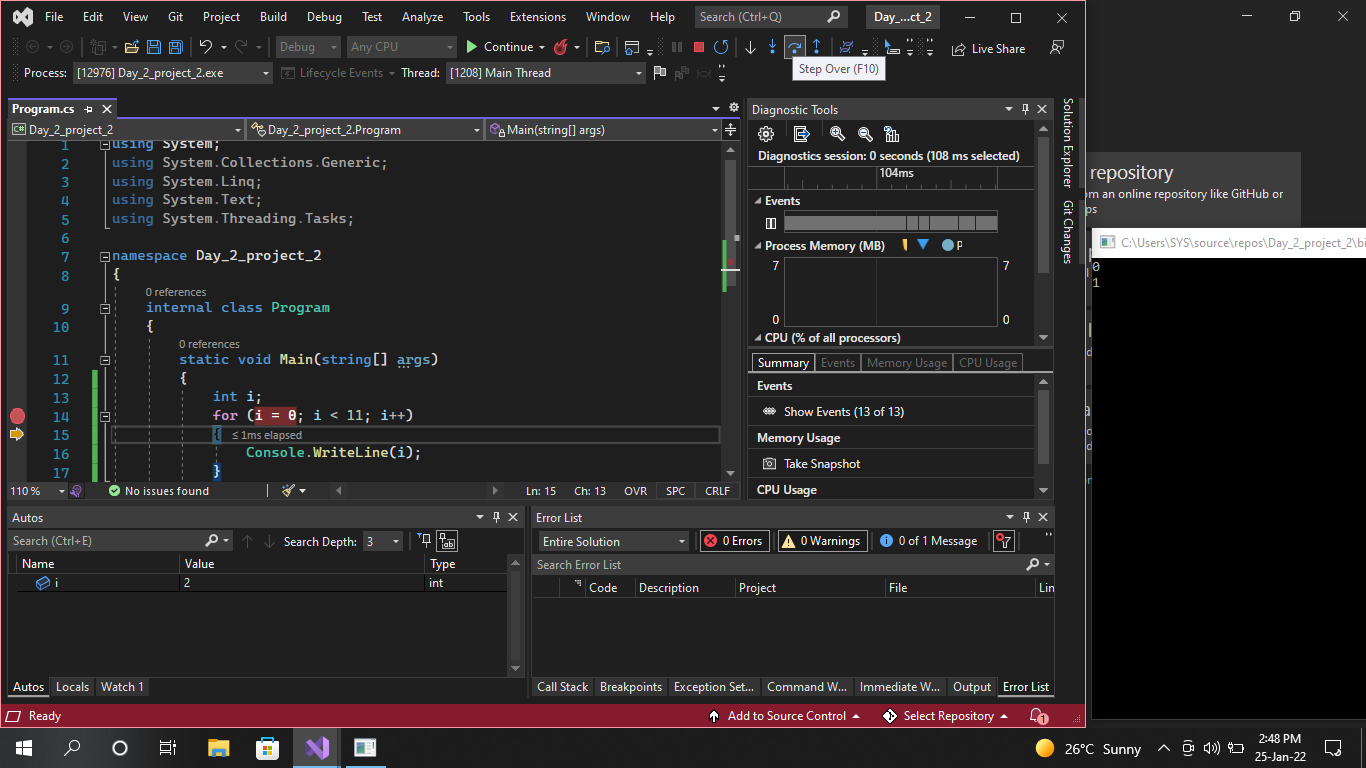 File Edit View Git Project Build Debug Test Analyze Tools Extensions Window Help Search (Ctrl+Q) Day_...ct_2
Debug Any CPU Continue Live Share
Step Over (F10)
Process: [12976] Day_2_project_2.exe Lifecycle Events Thread: [1208] Main Thread
Program.cs
Day_2_project_2 Day_2_project_2.Program Main(string[] args)
1 using System;
2 using System.Collections.Generic;
3 using System.Linq;
4 using System.Text;
5 using System.Threading.Tasks;
6
7 namespace Day_2_project_2
8 {
0 references
9 internal class Program
10 {
0 references
11 static void Main(string[] args)
12 {
13 int i;
14 for (i = 0; i < 11; i++)
15 { ≤ 1ms elapsed
16 Console.WriteLine(i);
17 }
110 % No issues found Ln: 15 Ch: 13 OVR SPC CRLF
Diagnostic Tools
Diagnostics session: 0 seconds (108 ms selected)
104ms
Events
Process Memory (MB) P
7 7
0 0
CPU (% of all processors)
Summary Events Memory Usage CPU Usage
Events
Show Events (13 of 13)
Memory Usage
Take Snapshot
CPU Usage
Solution Explorer
Git Changes
Autos
Search (Ctrl+E) Search Depth: 3
Name Value Type
i 2 int
Autos Locals Watch 1
Error List
Entire Solution 0 Errors 0 Warnings 0 of 1 Message
Search Error List
Code Description Project File Lin
Call Stack Breakpoints Exception Set... Command W... Immediate W... Output Error List
Ready Add to Source Control Select Repository 1
repository
om an online repository like GitHub or
ps
C:\Users\SYS\source\repos\Day_2_project_2\bi
0
1
26°C Sunny 2:48 PM
25-Jan-22